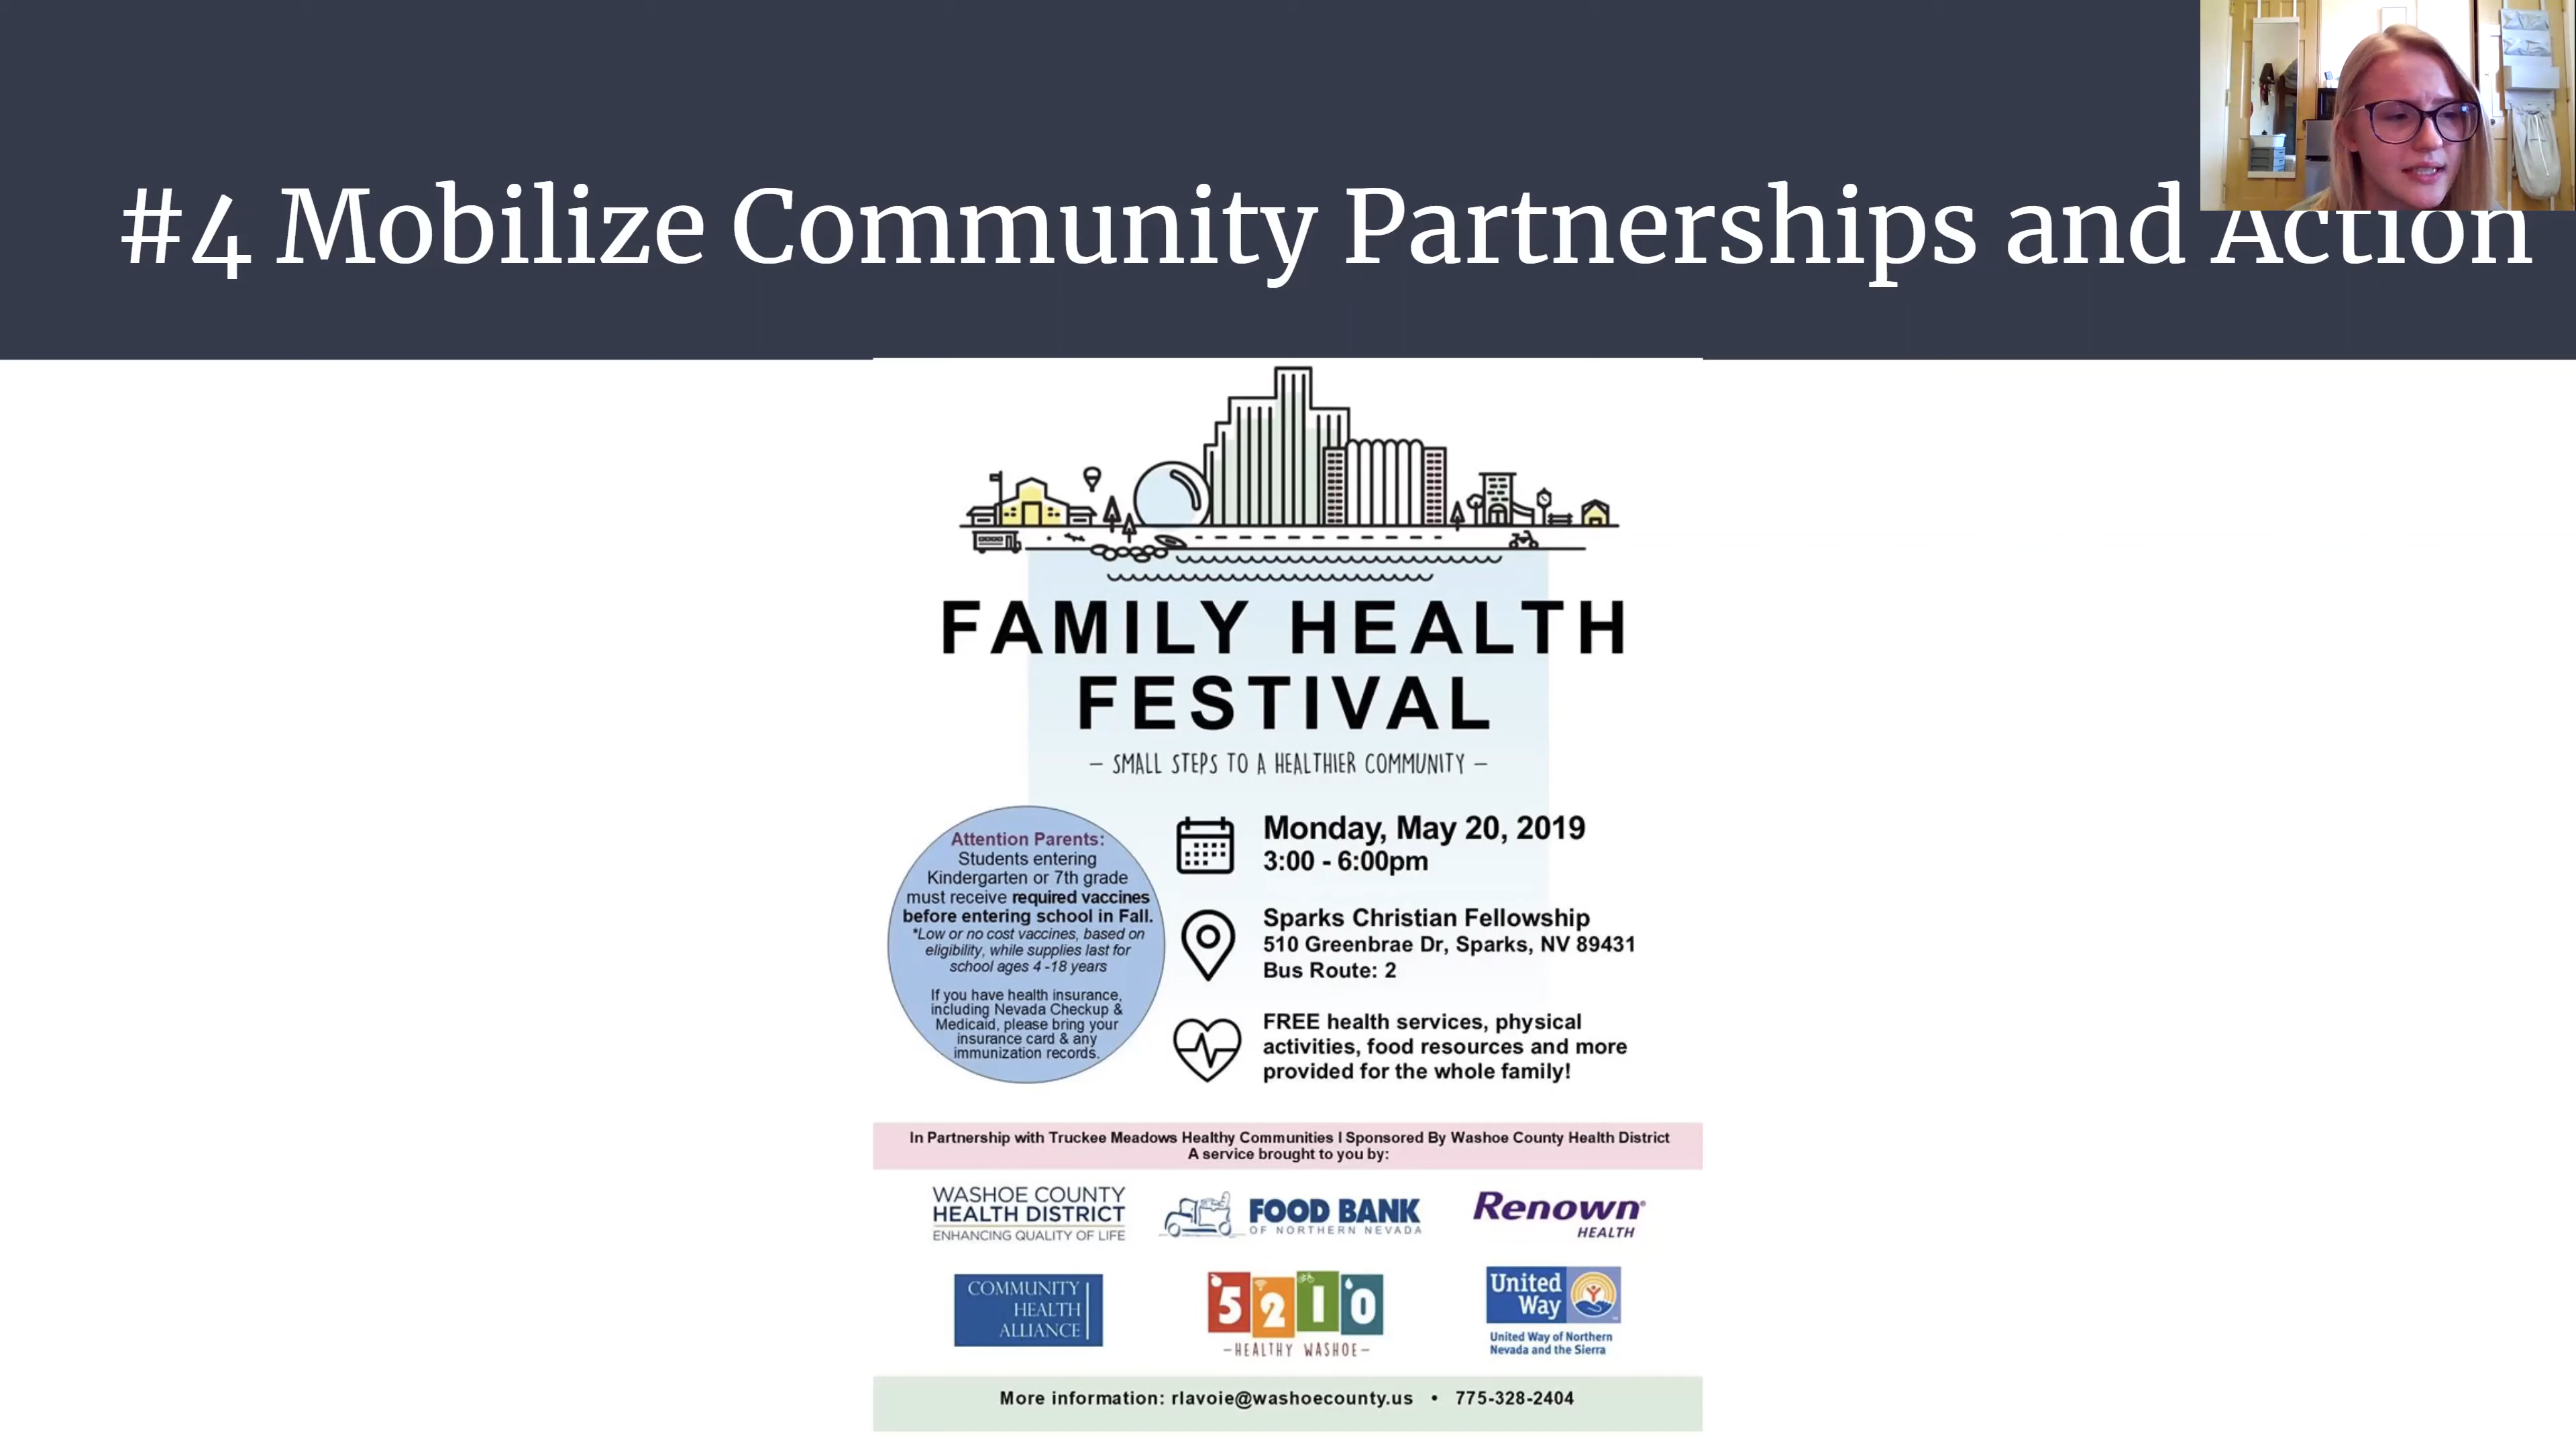 #4 Mobilize Community Partnerships and Action
FAMILY HEALTH
FESTIVAL
– SMALL STEPS TO A HEALTHIER COMMUNITY –
Attention Parents:
Students entering
Kindergarten or 7th grade
must receive required vaccines
before entering school in Fall.
*Low or no cost vaccines, based on
eligibility, while supplies last for
school ages 4 -18 years
If you have health insurance,
including Nevada Checkup &
Medicaid, please bring your
insurance card & any
immunization records.
Monday, May 20, 2019
3:00 - 6:00pm
Sparks Christian Fellowship
510 Greenbrae Dr, Sparks, NV 89431
Bus Route: 2
FREE health services, physical
activities, food resources and more
provided for the whole family!
In Partnership with Truckee Meadows Healthy Communities | Sponsored By Washoe County Health District
A service brought to you by:
WASHOE COUNTY
HEALTH DISTRICT
ENHANCING QUALITY OF LIFE
FOOD BANK
OF NORTHERN NEVADA
Renown®
HEALTH
COMMUNITY
HEALTH
ALLIANCE
5210
–HEALTHY WASHOE–
United
Way
United Way of Northern
Nevada and the Sierra
More information: rlavoie@washoecounty.us • 775-328-2404